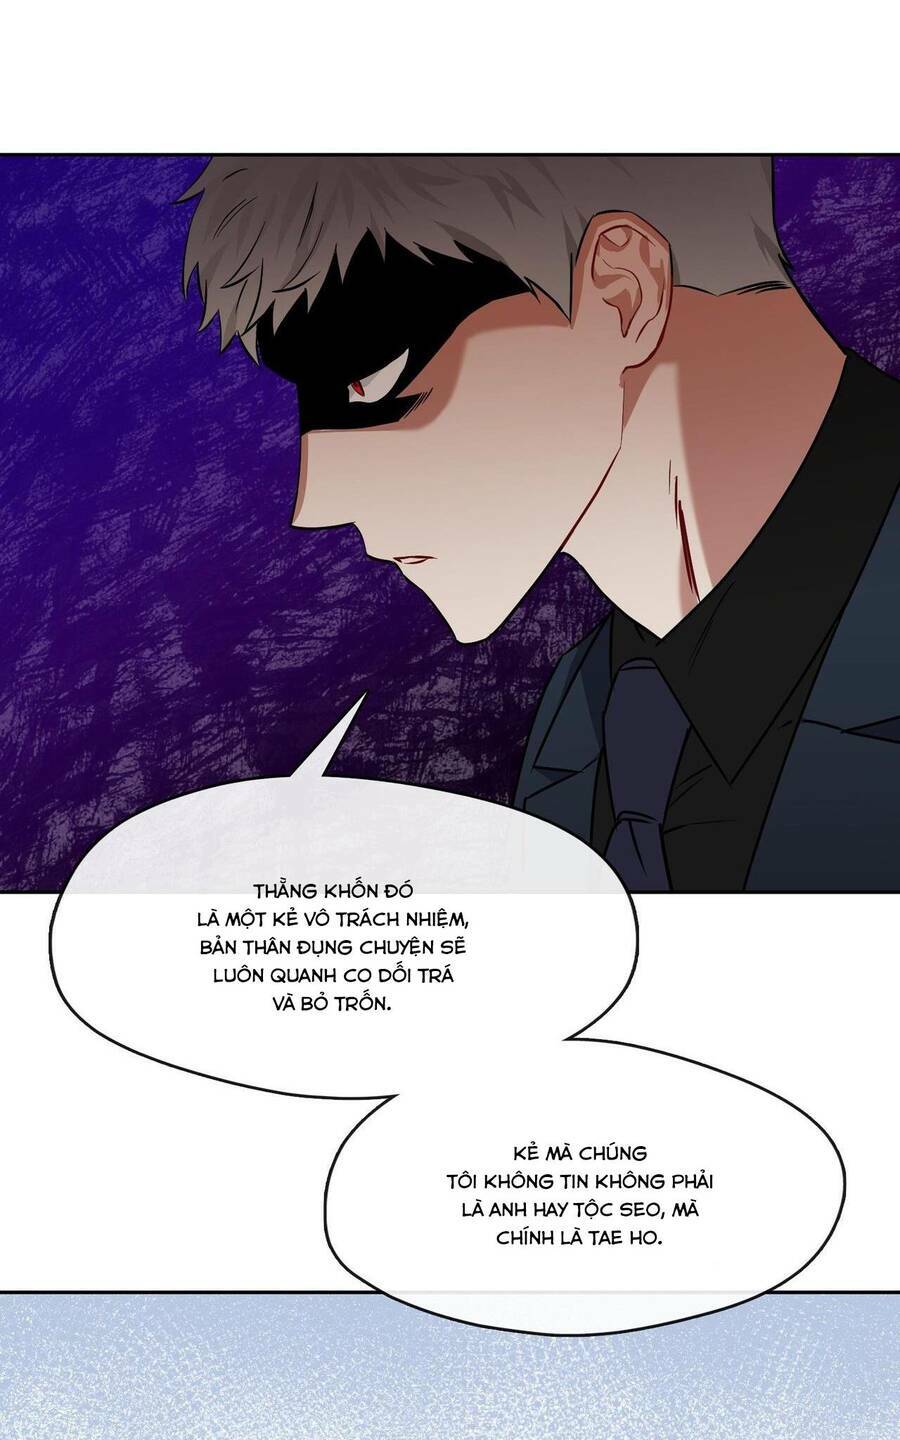 THẰNG KHỐN ĐÓ
LÀ MỘT KẺ VÔ TRÁCH NHIỆM,
BẢN THÂN ĐỤNG CHUYỆN SẼ
LUÔN QUANH CO DỐI TRÁ
VÀ BỎ TRỐN.
KẺ MÀ CHÚNG
TÔI KHÔNG TIN KHÔNG PHẢI
LÀ ANH HAY TỘC SEO, MÀ
CHÍNH LÀ TAE HO.